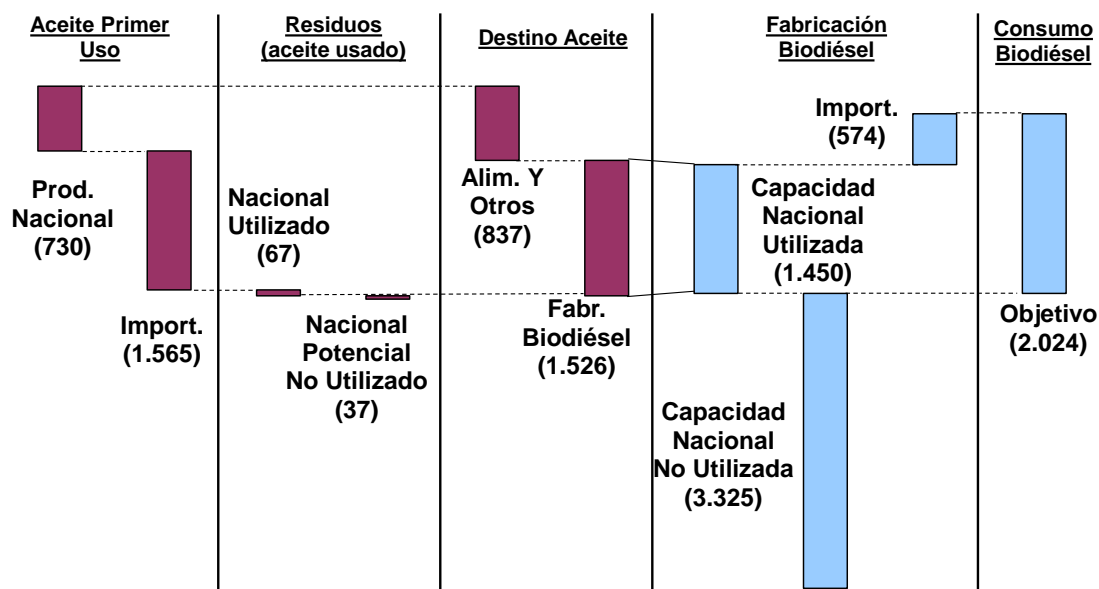 Aceite Primer
Uso
Residuos
(aceite usado)
Destino Aceite
Fabricación
Biodiésel
Consumo
Biodiésel
Prod.
Nacional
(730)
Import.
(1.565)
Nacional
Utilizado
(67)
Nacional
Potencial
No Utilizado
(37)
Alim. Y
Otros
(837)
Fabr.
Biodiésel
(1.526)
Import.
(574)
Capacidad
Nacional
Utilizada
(1.450)
Capacidad
Nacional
No Utilizada
(3.325)
Objetivo
(2.024)